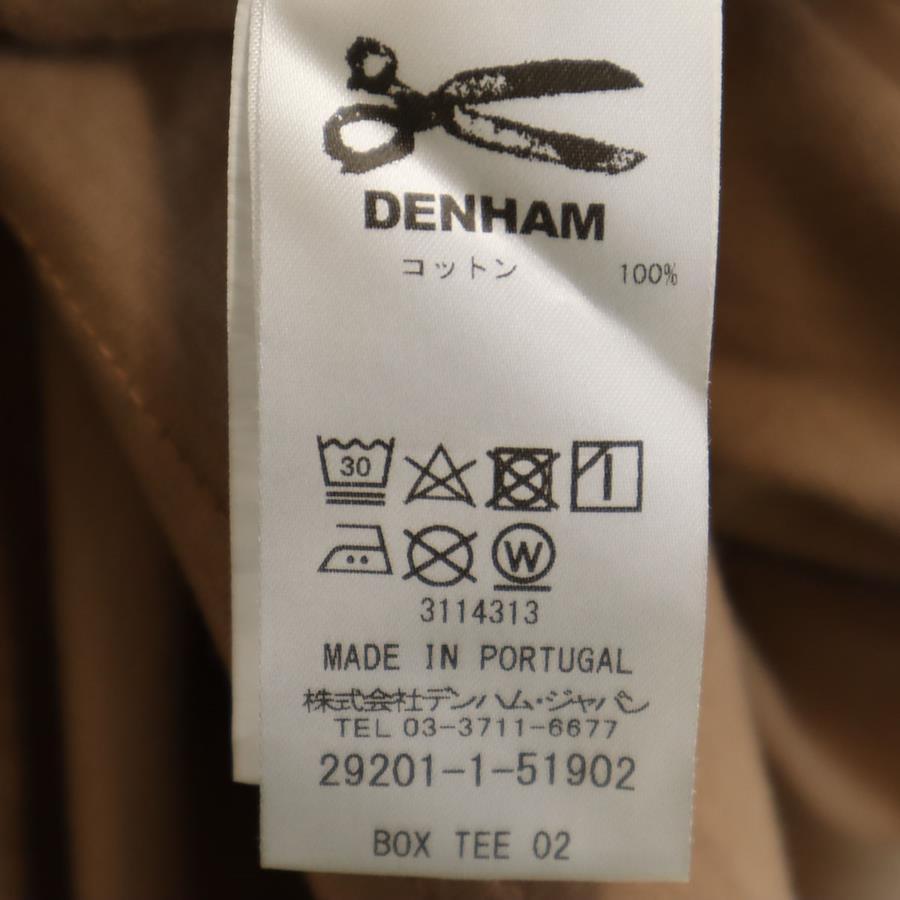 DENHAM
コットン 100%
30
W
3114313
MADE IN PORTUGAL
株式会社デンハム・ジャパン
TEL 03-3711-6677
29201-1-51902
BOX TEE 02